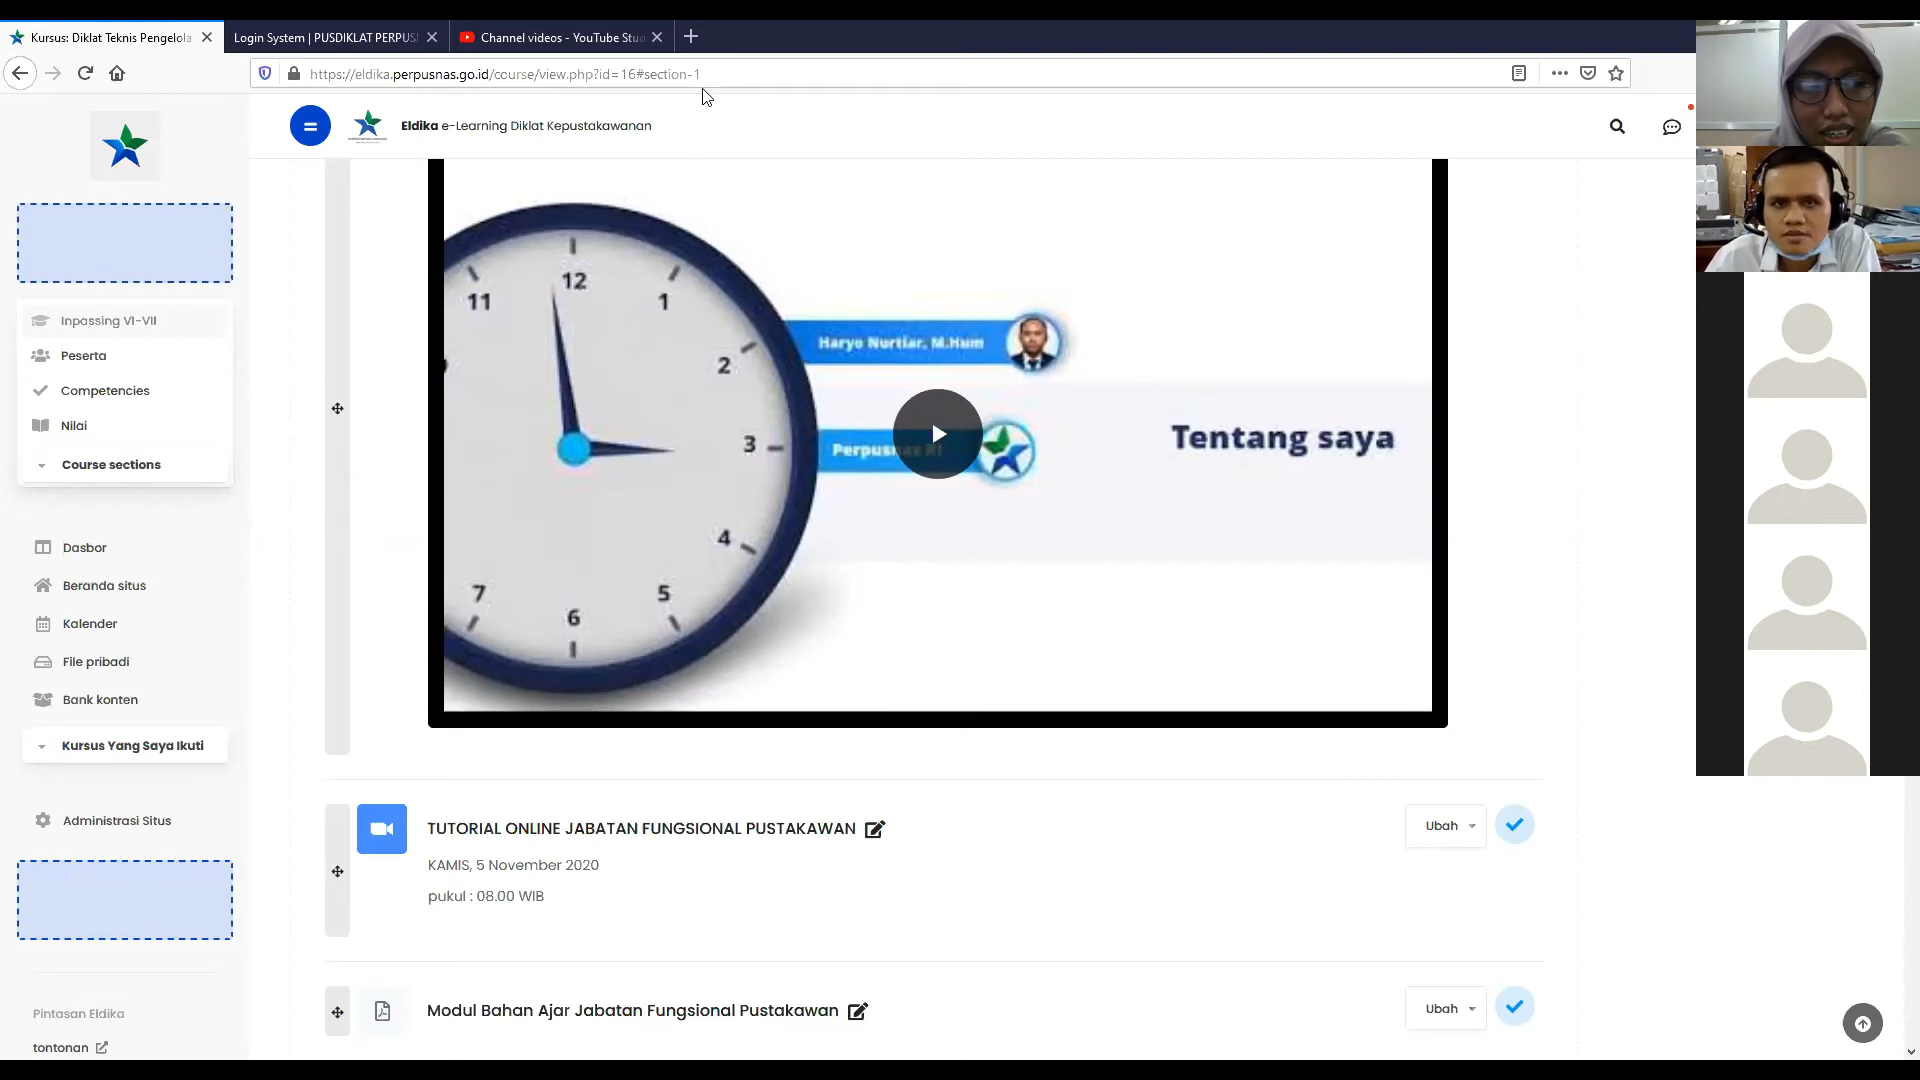 Kursus: Diklat Teknis Pengelola
Login System | PUSDIKLAT PERPUS
Channel videos - YouTube Stu
https://eldika.perpusnas.go.id/course/view.php?id=16#section-1
Eldika e-Learning Diklat Kepustakawanan
Inpassing VI-VII
Peserta
Competencies
Nilai
Course sections
Dasbor
Beranda situs
Kalender
File pribadi
Bank konten
Kursus Yang Saya Ikuti
Administrasi Situs
Pintasan Eldika
tontonan
12
11
1
2
3
4
5
6
7
Haryo Nurtiar, M.Hum
Tentang saya
TUTORIAL ONLINE JABATAN FUNGSIONAL PUSTAKAWAN
Ubah
KAMIS, 5 November 2020
pukul : 08.00 WIB
Modul Bahan Ajar Jabatan Fungsional Pustakawan
Ubah